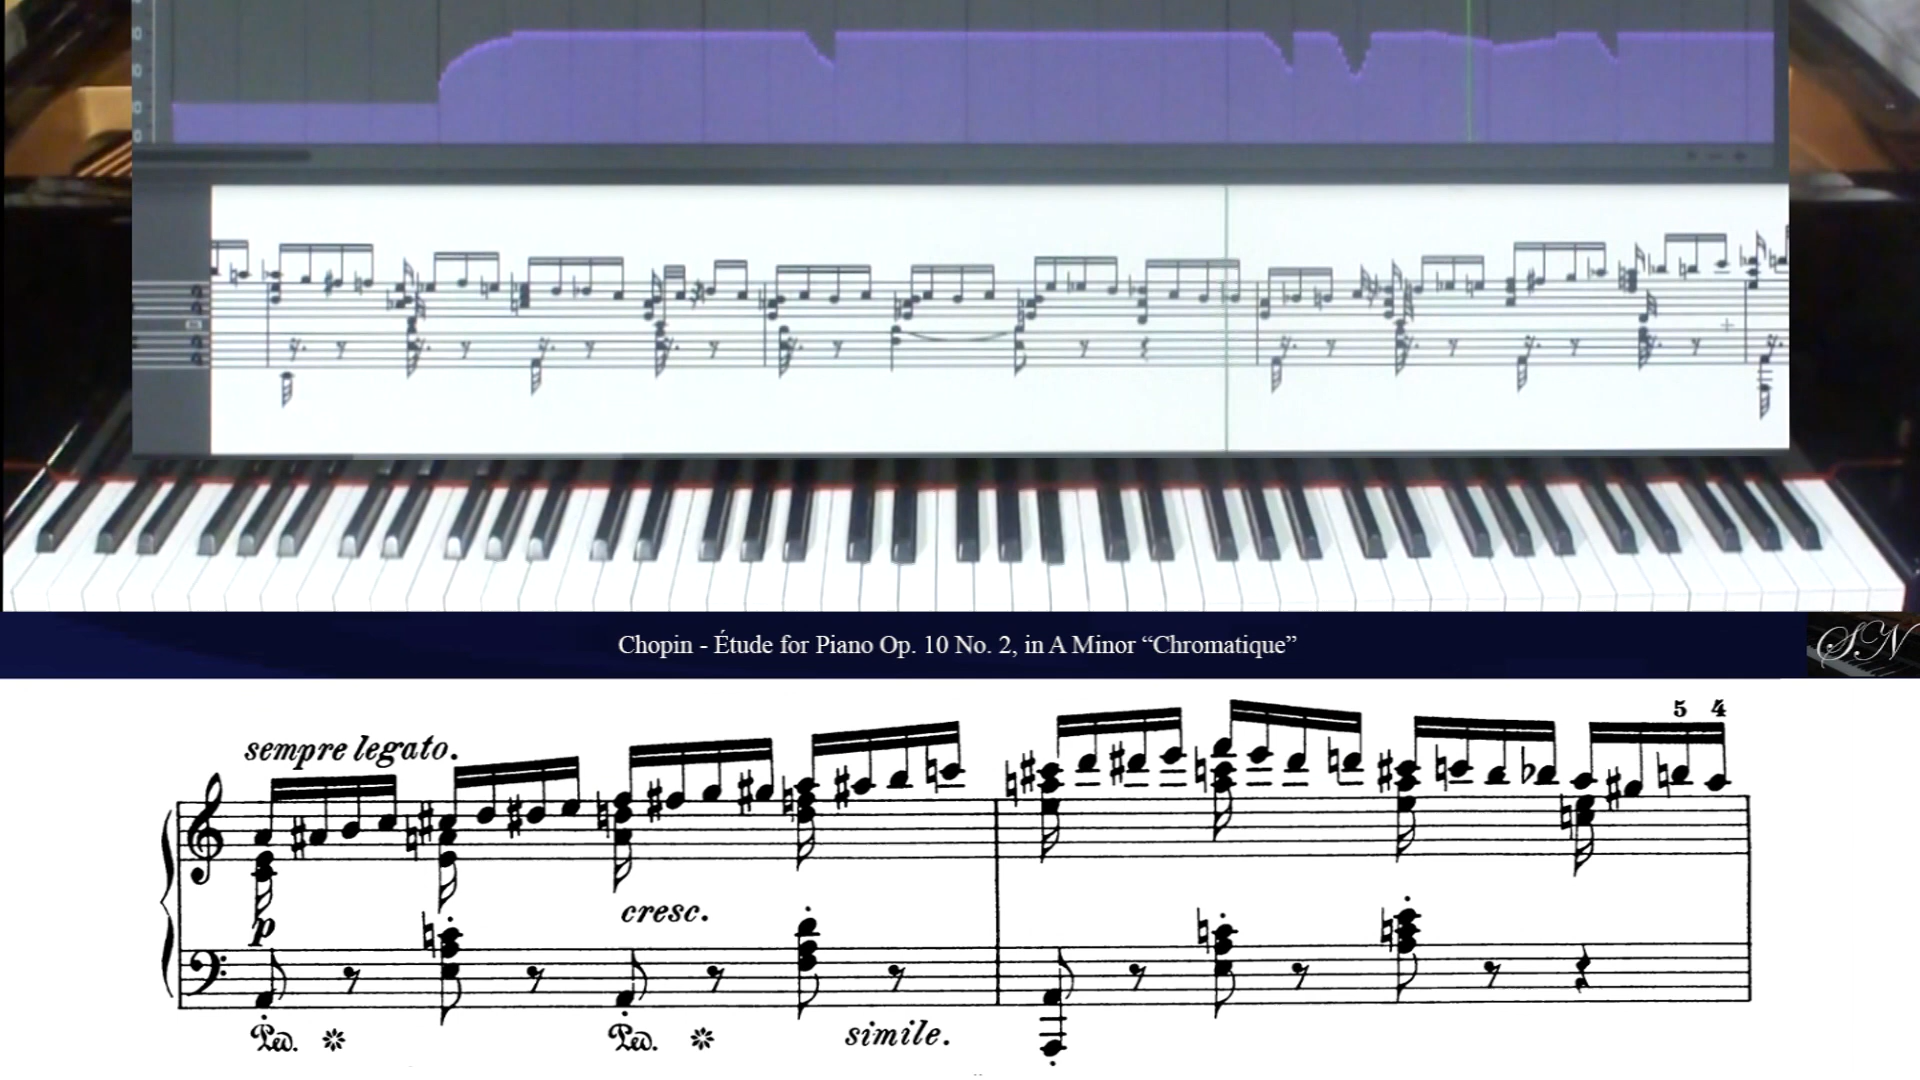 Chopin - Étude for Piano Op. 10 No. 2, in A Minor “Chromatique”
SN
5 4
sempre legato.
p
cresc.
Ped. Ped. simile.